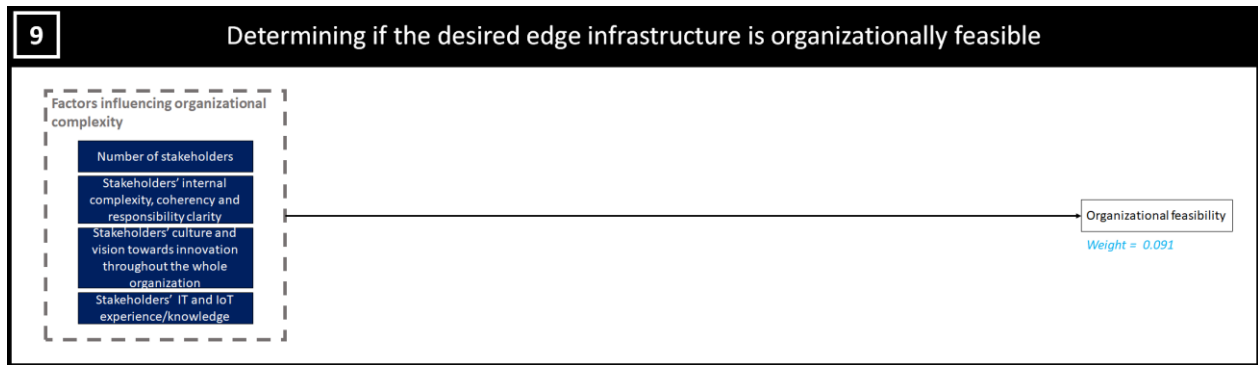 9
Determining if the desired edge infrastructure is organizationally feasible
Factors influencing organizational
complexity
Number of stakeholders
Stakeholders' internal
complexity, coherency and
responsibility clarity
Stakeholders' culture and
vision towards innovation
throughout the whole
organization
Stakeholders'  IT and IoT
experience/knowledge
Organizational feasibility
Weight =  0.091